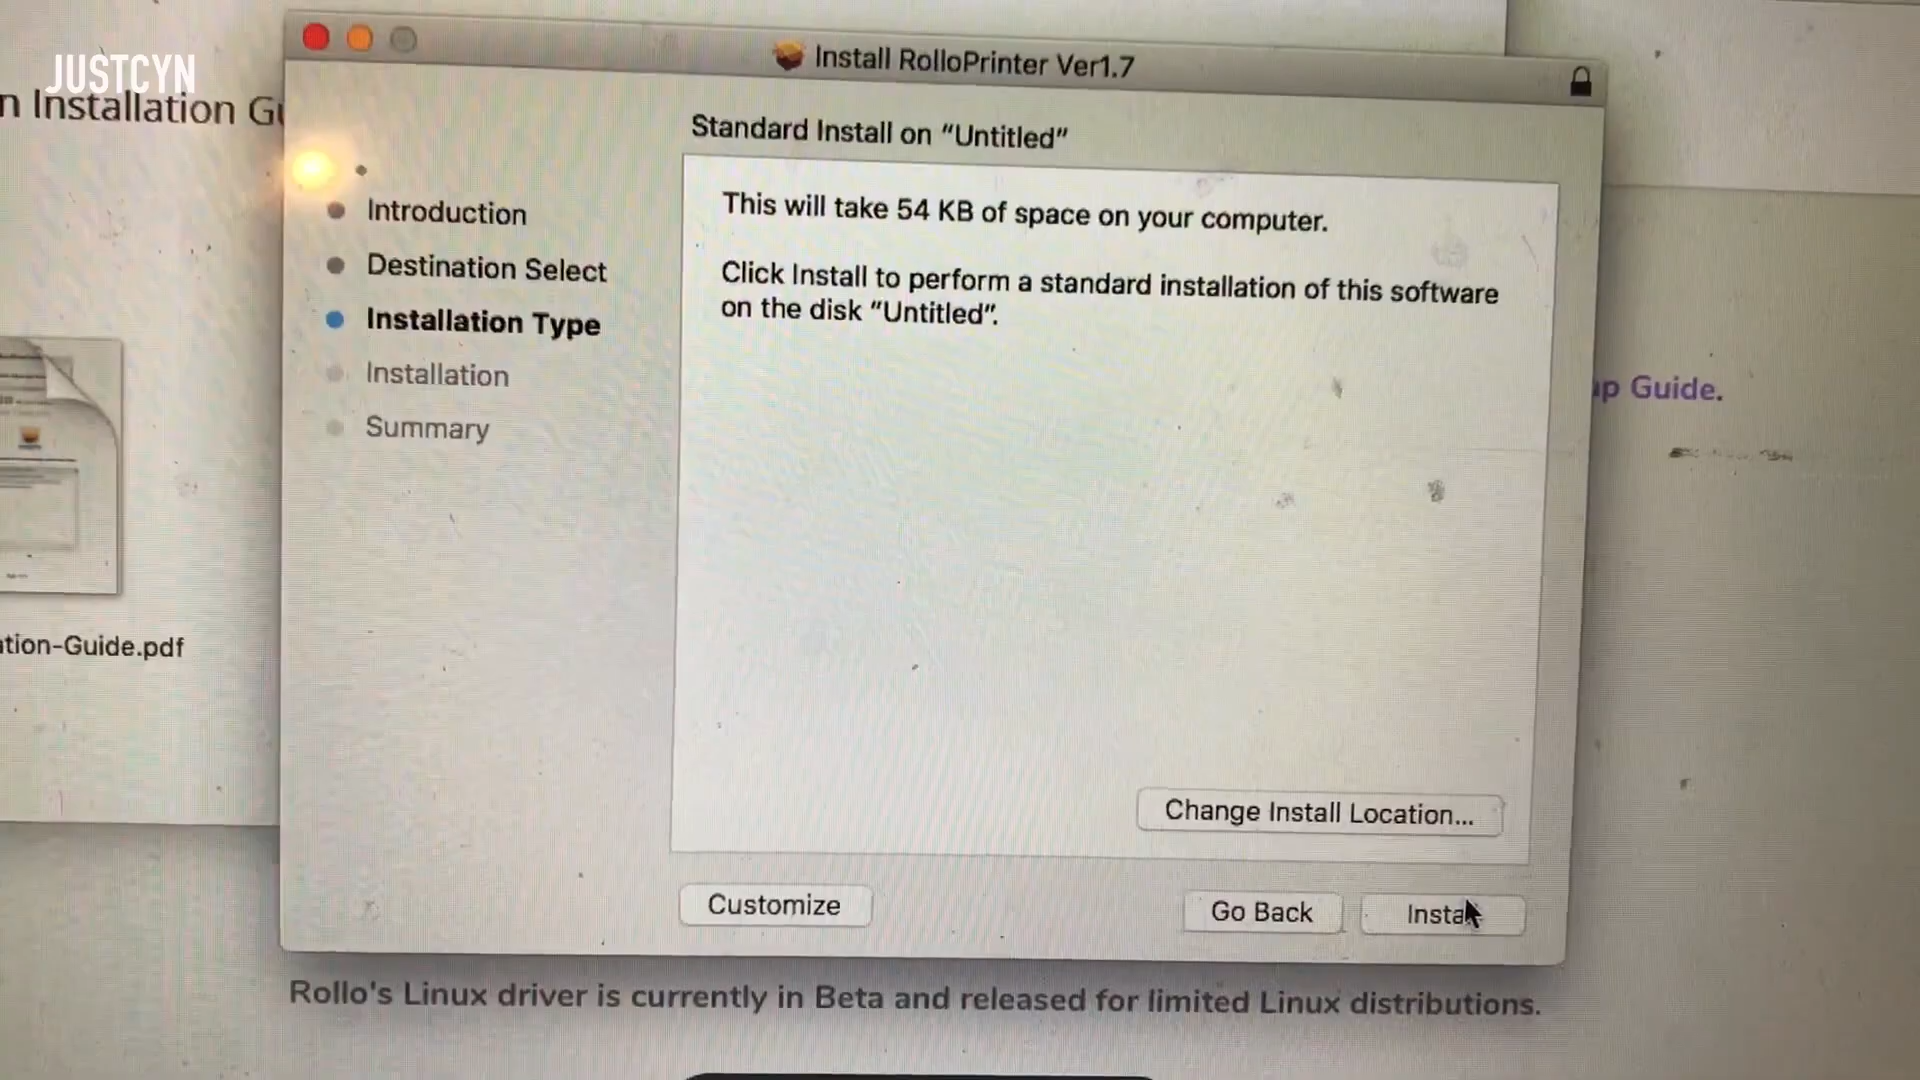 JUSTCYN
n Installation Gu
Install RolloPrinter Ver1.7
Standard Install on "Untitled"
Introduction
Destination Select
Installation Type
Installation
Summary
This will take 54 KB of space on your computer.
Click Install to perform a standard installation of this software
on the disk "Untitled".
up Guide.
ation-Guide.pdf
Change Install Location...
Customize
Go Back
Install
Rollo's Linux driver is currently in Beta and released for limited Linux distributions.